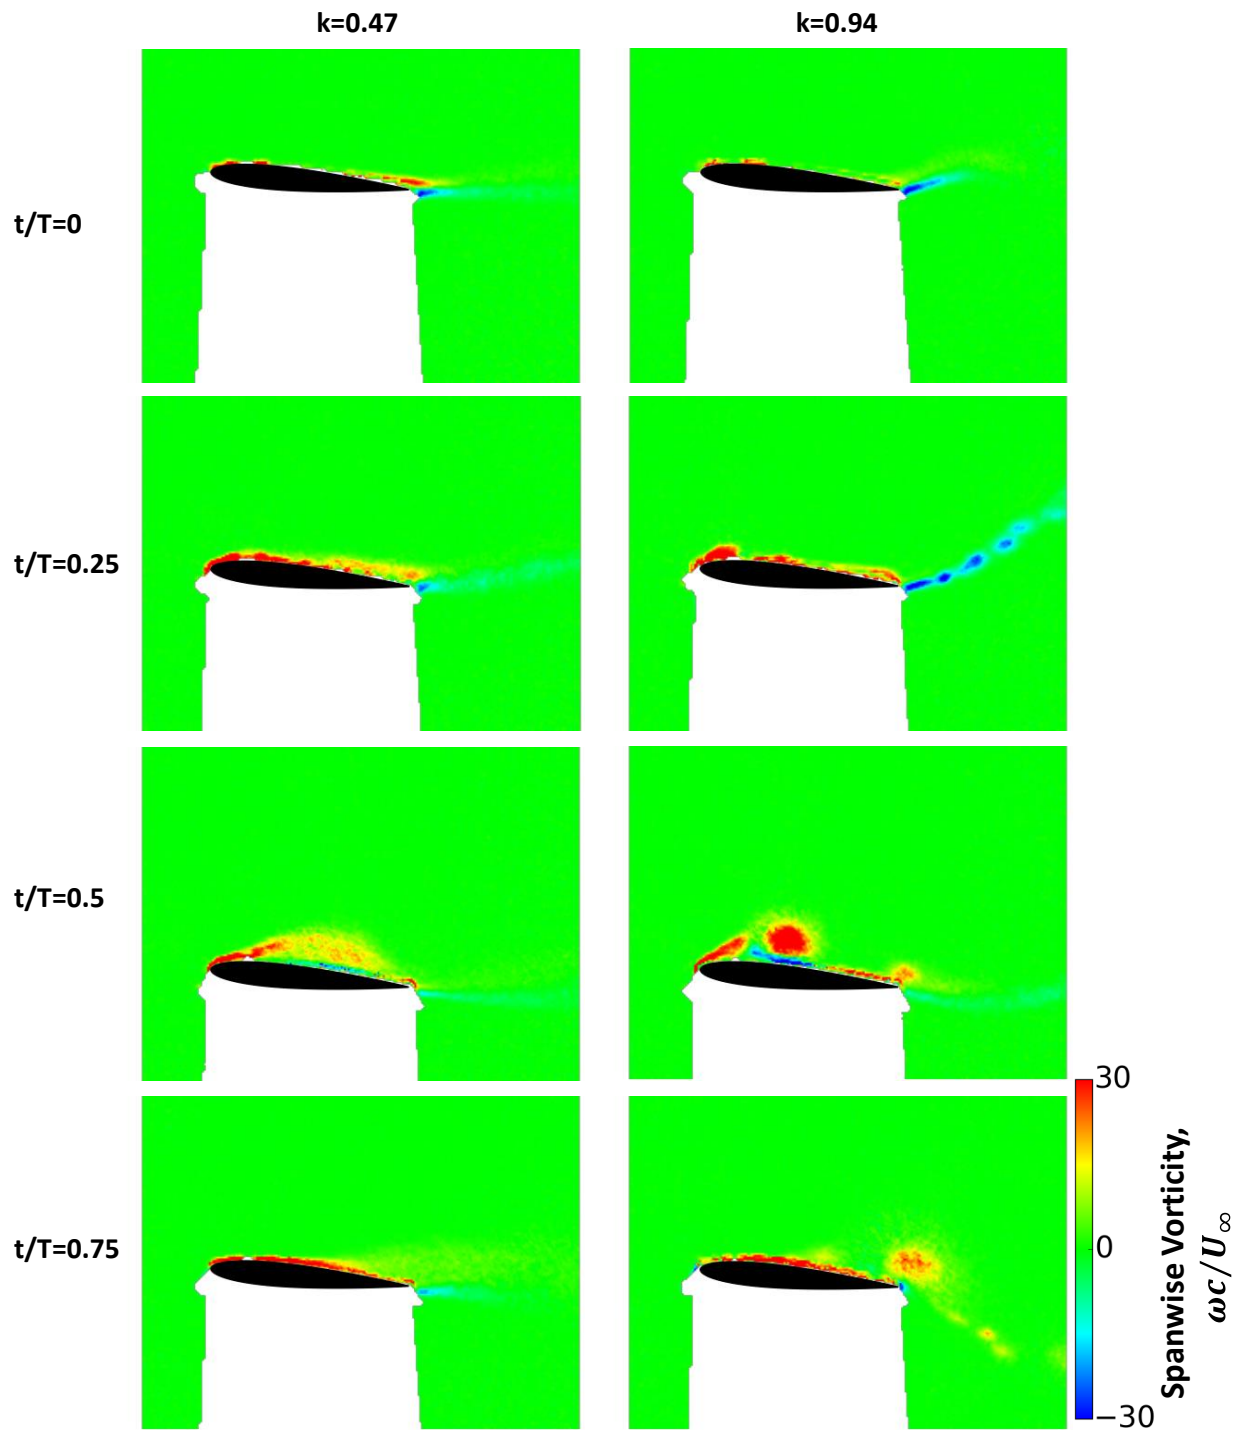 k=0.47
k=0.94
t/T=0
t/T=0.25
t/T=0.5
t/T=0.75
30
0
−30
Spanwise Vorticity,
ωc/U∞